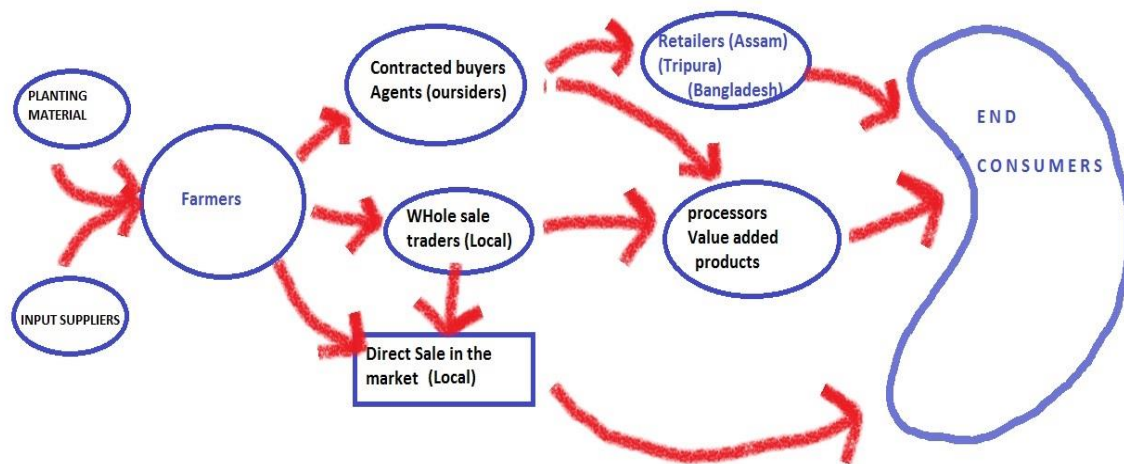 PLANTING
MATERIAL
INPUT SUPPLIERS
Farmers
Contracted buyers
Agents (oursiders)
WHole sale
traders (Local)
Direct Sale in the
market (Local)
Retailers (Assam)
(Tripura)
(Bangladesh)
processors
Value added
products
END
CONSUMERS